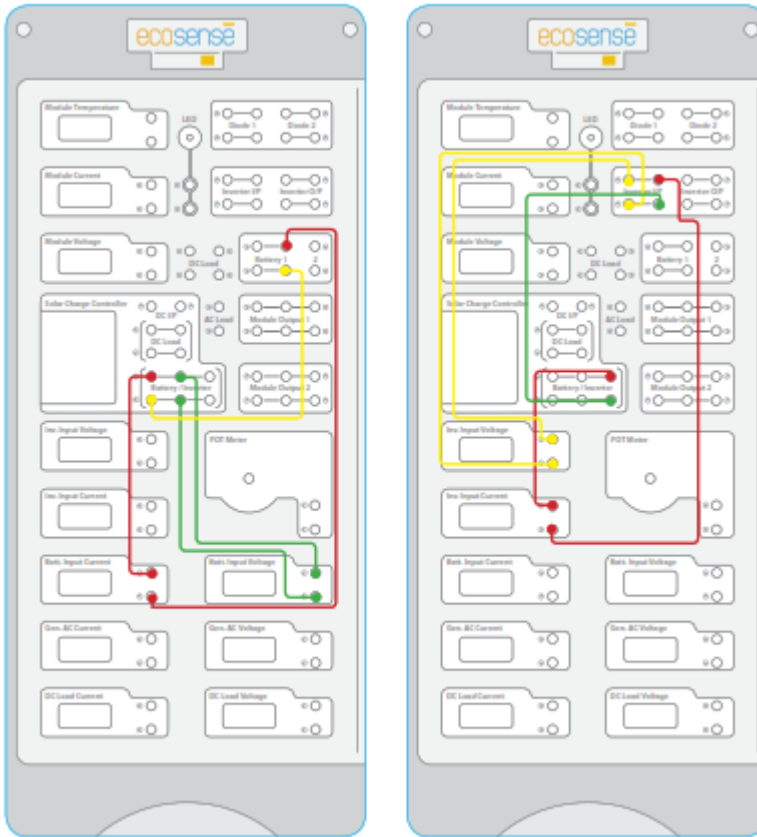 ecosense
Module Temperature
LED
Diode 1
Diode 2
Module Current
Inverter I/P
Inverter O/P
Module Voltage
DC Load
Battery 1
2
Solar Charge Controller
DC I/P
AC Load
Module Output 1
DC Load
Battery / Inverter
Module Output 2
Inv. Input Voltage
POT Meter
Inv. Input Current
Batt. Input Current
Batt. Input Voltage
Gen. AC Current
Gen. AC Voltage
DC Load Current
DC Load Voltage
ecosense
Module Temperature
LED
Diode 1
Diode 2
Module Current
Inverter I/P
Inverter O/P
Module Voltage
DC Load
Battery 1
2
Solar Charge Controller
DC I/P
AC Load
Module Output 1
DC Load
Battery / Inverter
Module Output 2
Inv. Input Voltage
POT Meter
Inv. Input Current
Batt. Input Current
Batt. Input Voltage
Gen. AC Current
Gen. AC Voltage
DC Load Current
DC Load Voltage